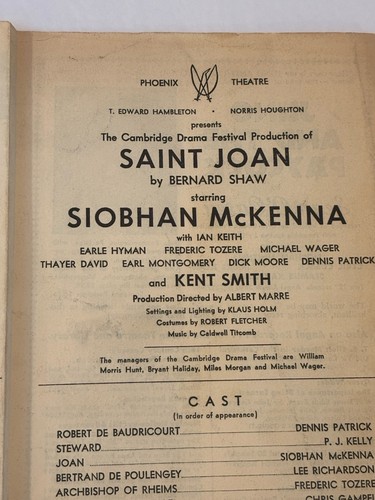 PHOENIX THEATRE
T. EDWARD HAMBLETON · NORRIS HOUGHTON
presents
The Cambridge Drama Festival Production of
SAINT JOAN
by BERNARD SHAW
starring
SIOBHAN McKENNA
with IAN KEITH
EARLE HYMAN FREDERIC TOZERE MICHAEL WAGER
THAYER DAVID EARL MONTGOMERY DICK MOORE DENNIS PATRICK
and KENT SMITH
Production Directed by ALBERT MARRE
Settings and Lighting by KLAUS HOLM
Costumes by ROBERT FLETCHER
Music by Caldwell Titcomb
The managers of the Cambridge Drama Festival are William
Morris Hunt, Bryant Haliday, Miles Morgan and Michael Wager.
CAST
(In order of appearance)
ROBERT DE BAUDRICOURT DENNIS PATRICK
STEWARD P. J. KELLY
JOAN SIOBHAN McKENNA
BERTRAND DE POULENGEY LEE RICHARDSON
ARCHBISHOP OF RHEIMS FREDERIC TOZERE
CHRIS GAMPEL